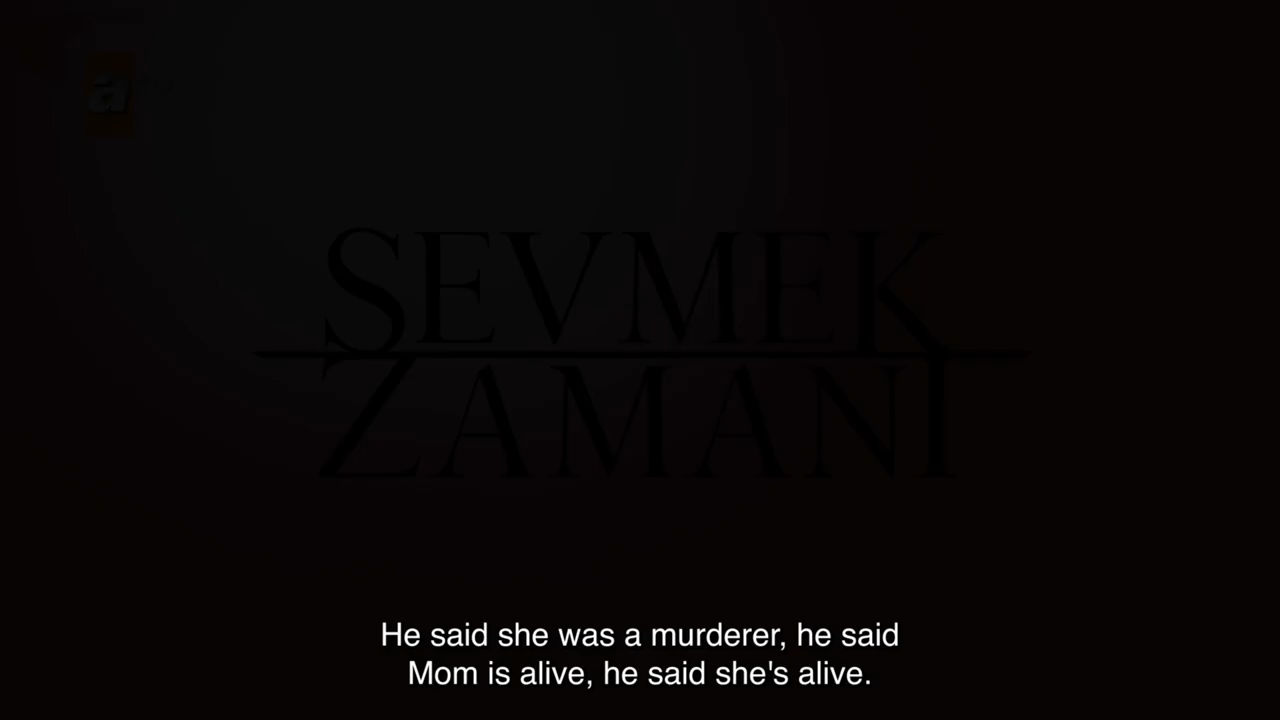 a
SEVMEK
ZAMANI
He said she was a murderer, he said
Mom is alive, he said she's alive.